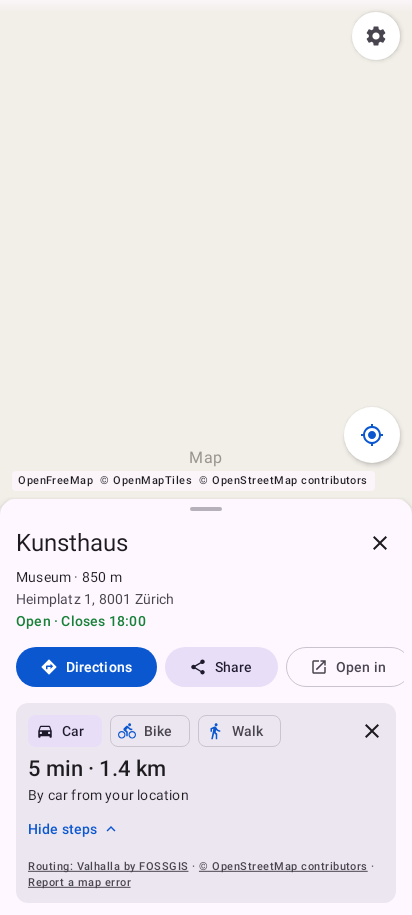 Map
OpenFreeMap © OpenMapTiles © OpenStreetMap contributors
Kunsthaus
Museum · 850 m
Heimplatz 1, 8001 Zürich
Open · Closes 18:00
Directions Share Open in
Car Bike Walk
5 min · 1.4 km
By car from your location
Hide steps
Routing: Valhalla by FOSSGIS · © OpenStreetMap contributors ·
Report a map error